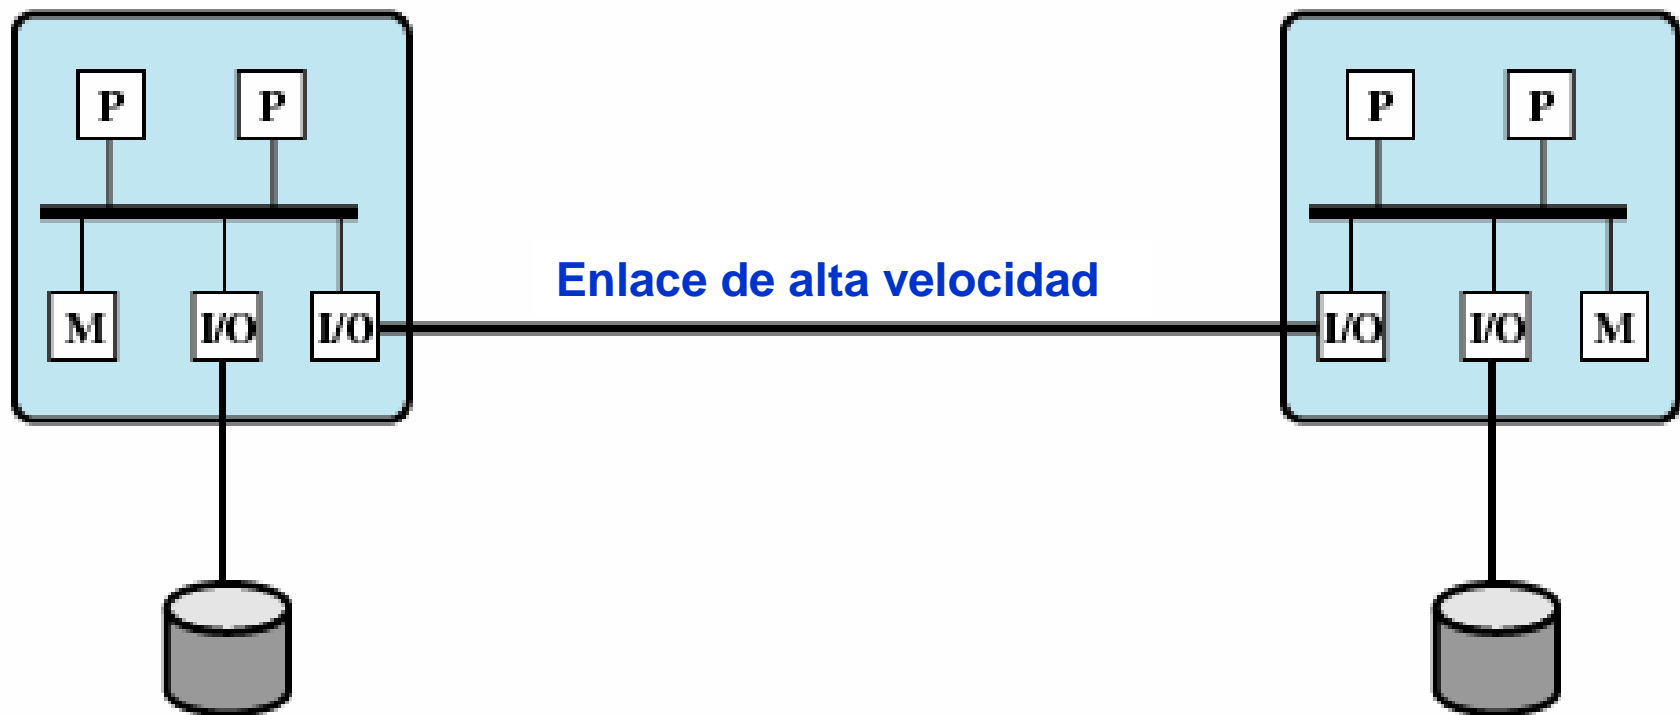 P P P P
Enlace de alta velocidad
M I/O I/O I/O I/O M